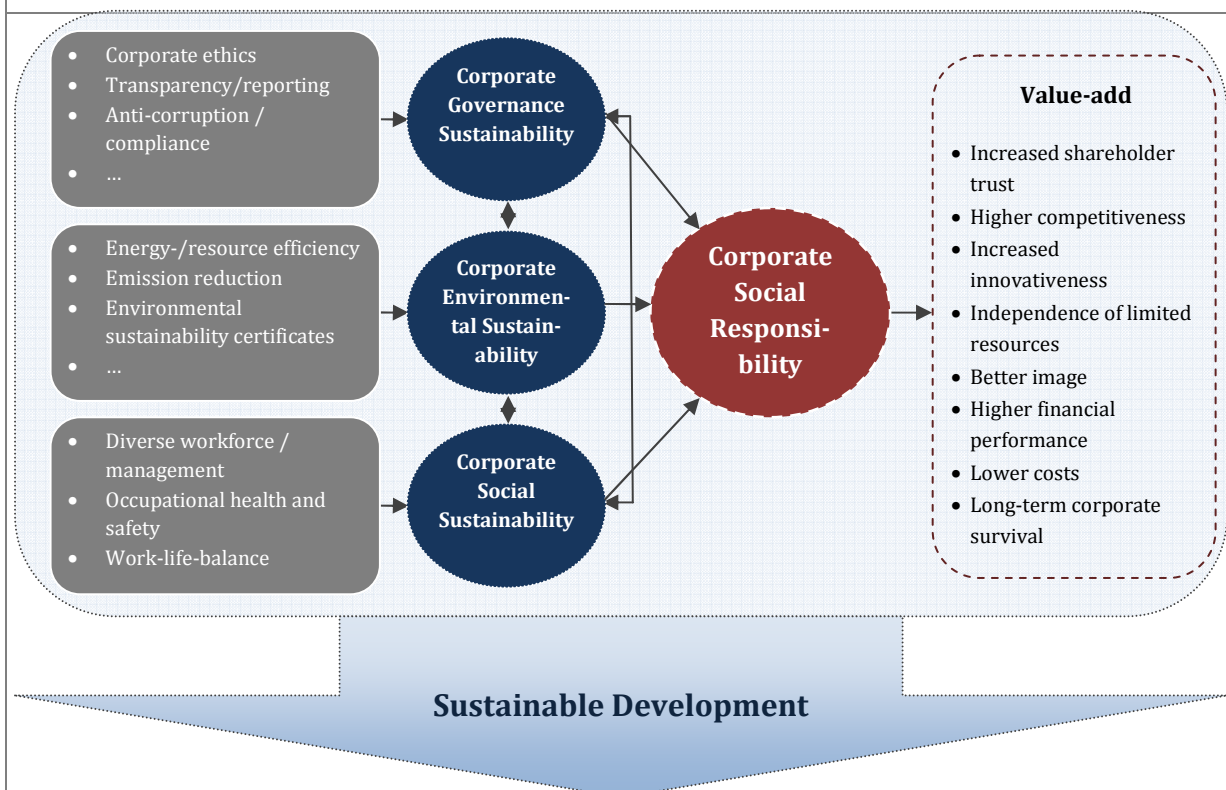 • Corporate ethics
• Transparency/reporting
• Anti-corruption /
compliance
• ...
Corporate
Governance
Sustainability
• Energy-/resource efficiency
• Emission reduction
• Environmental
sustainability certificates
• ...
Corporate
Environmen-
tal Sustain-
ability
• Diverse workforce /
management
• Occupational health and
safety
• Work-life-balance
Corporate
Social
Sustainability
Corporate
Social
Responsi-
bility
Value-add
• Increased shareholder
trust
• Higher competitiveness
• Increased
innovativeness
• Independence of limited
resources
• Better image
• Higher financial
performance
• Lower costs
• Long-term corporate
survival
Sustainable Development